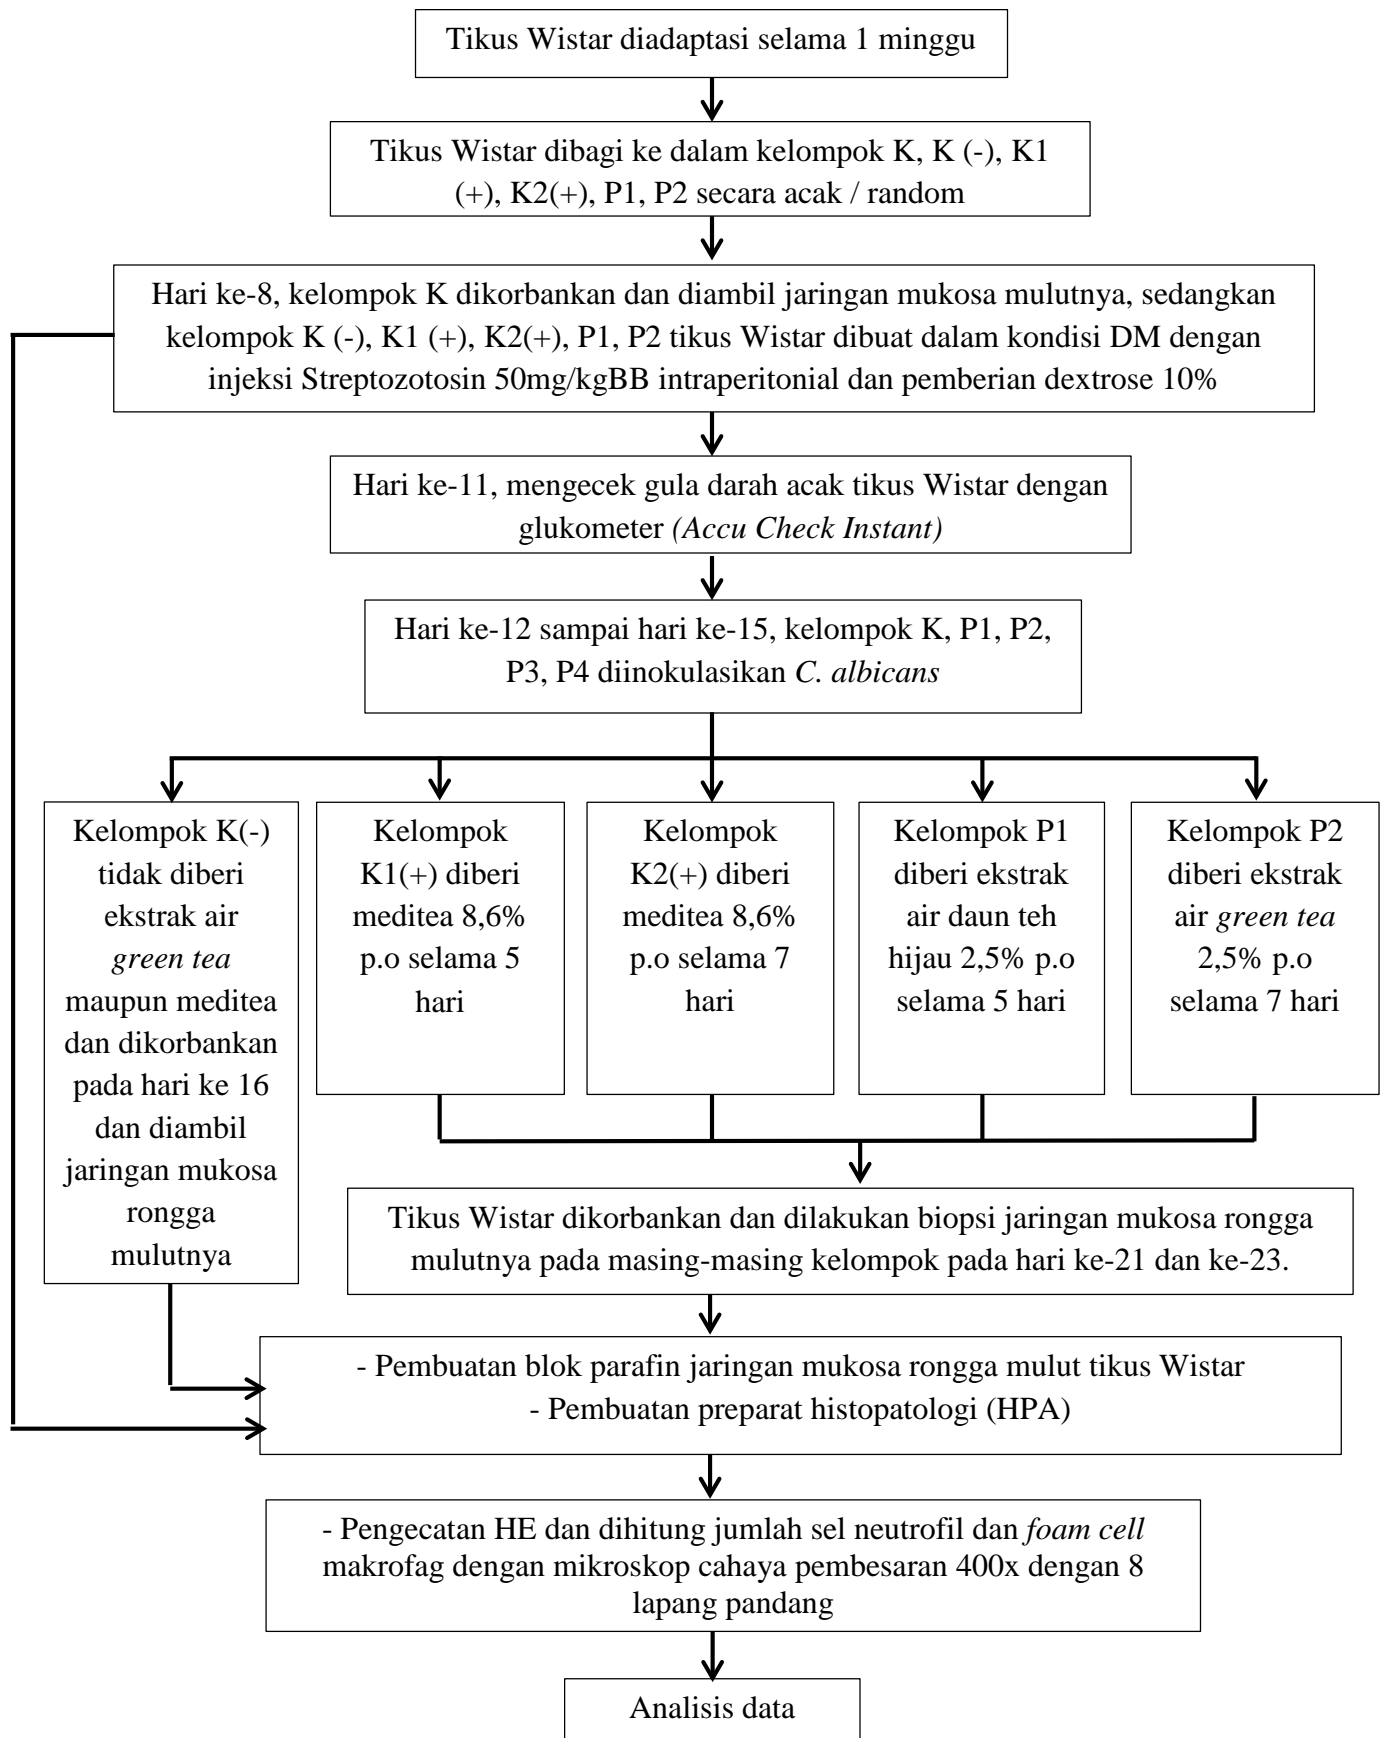 Tikus Wistar diadaptasi selama 1 minggu
Tikus Wistar dibagi ke dalam kelompok K, K (-), K1
(+), K2(+), P1, P2 secara acak / random
Hari ke-8, kelompok K dikorbankan dan diambil jaringan mukosa mulutnya, sedangkan
kelompok K (-), K1 (+), K2(+), P1, P2 tikus Wistar dibuat dalam kondisi DM dengan
injeksi Streptozotosin 50mg/kgBB intraperitonial dan pemberian dextrose 10%
Hari ke-11, mengecek gula darah acak tikus Wistar dengan
glukometer (Accu Check Instant)
Hari ke-12 sampai hari ke-15, kelompok K, P1, P2,
P3, P4 diinokulasikan C. albicans
Kelompok K(-)
tidak diberi
ekstrak air
green tea
maupun meditea
dan dikorbankan
pada hari ke 16
dan diambil
jaringan mukosa
rongga
mulutnya
Kelompok
K1(+) diberi
meditea 8,6%
p.o selama 5
hari
Kelompok
K2(+) diberi
meditea 8,6%
p.o selama 7
hari
Kelompok P1
diberi ekstrak
air daun teh
hijau 2,5% p.o
selama 5 hari
Kelompok P2
diberi ekstrak
air green tea
2,5% p.o
selama 7 hari
Tikus Wistar dikorbankan dan dilakukan biopsi jaringan mukosa rongga
mulutnya pada masing-masing kelompok pada hari ke-21 dan ke-23.
- Pembuatan blok parafin jaringan mukosa rongga mulut tikus Wistar
- Pembuatan preparat histopatologi (HPA)
- Pengecatan HE dan dihitung jumlah sel neutrofil dan foam cell
makrofag dengan mikroskop cahaya pembesaran 400x dengan 8
lapang pandang
Analisis data